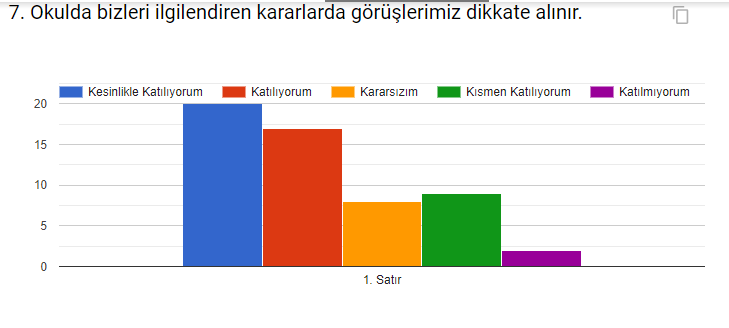 7. Okulda bizleri ilgilendiren kararlarda görüşlerimiz dikkate alınır.
Kesinlikle Katılıyorum Katılıyorum Kararsızım Kısmen Katılıyorum Katılmıyorum
20
15
10
5
0
1. Satır